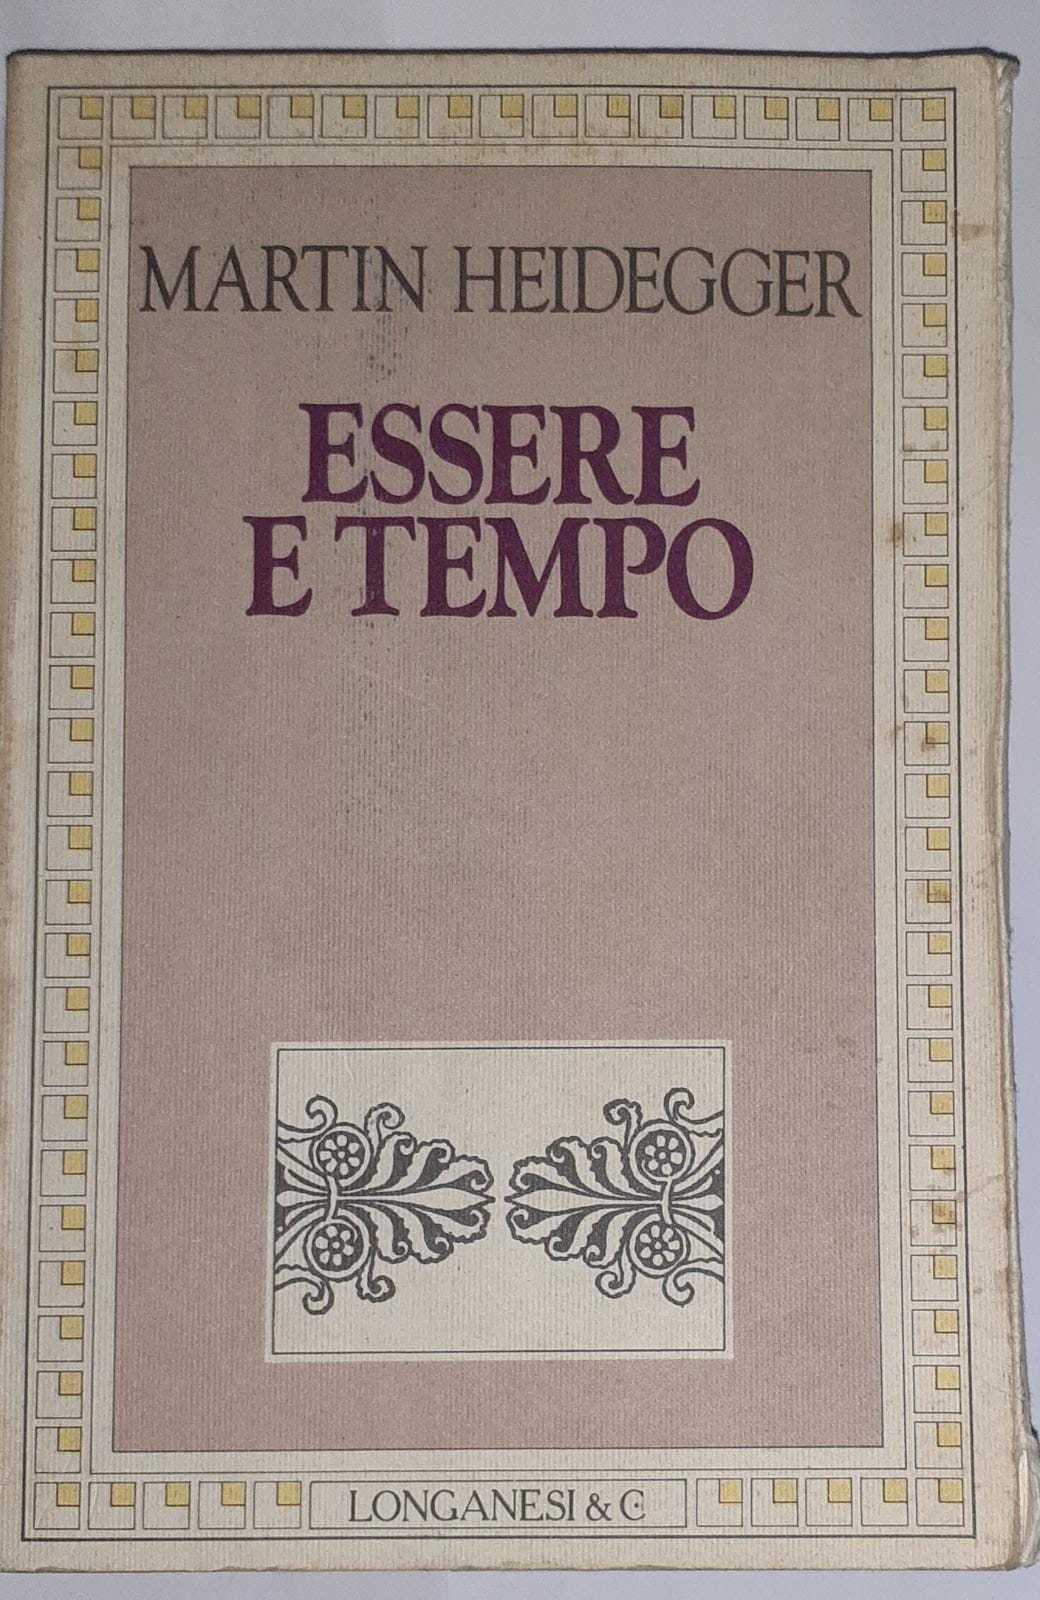 MARTIN HEIDEGGER
ESSERE
E TEMPO
LONGANESI & C.